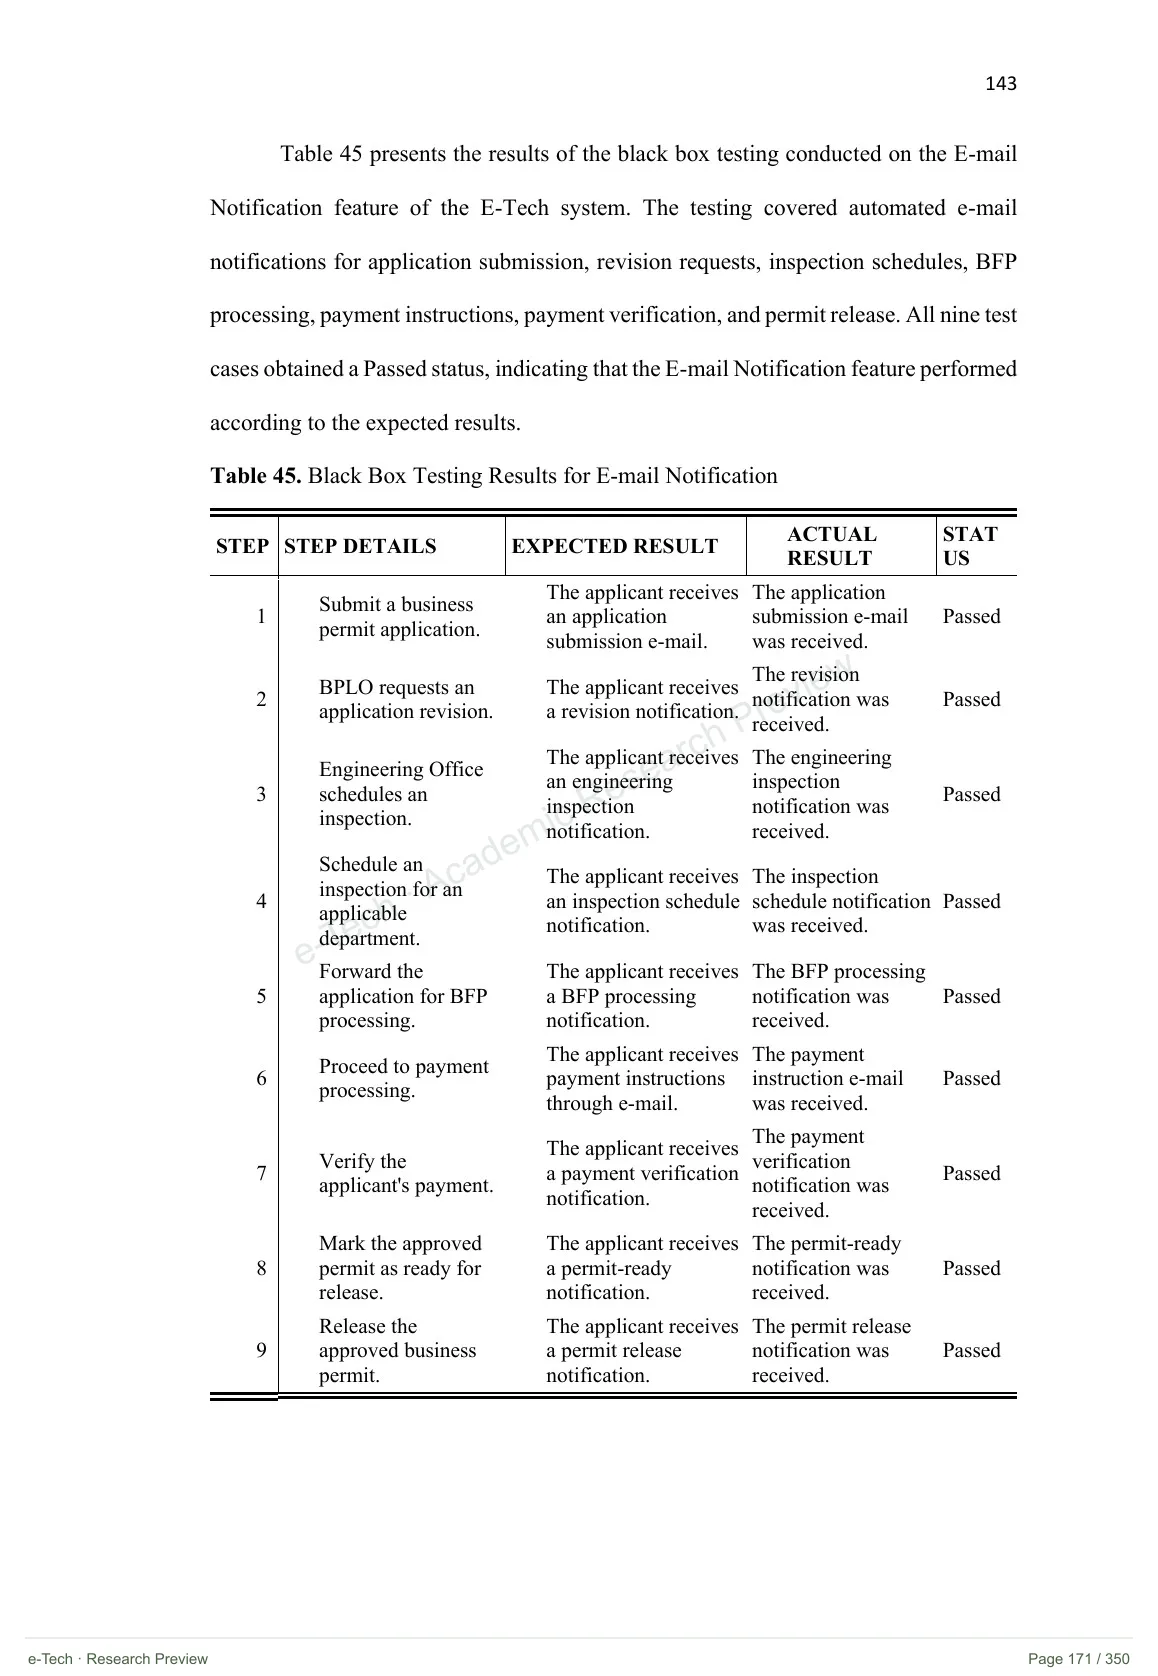 143
Table 45 presents the results of the black box testing conducted on the E-mail
Notification feature of the E-Tech system. The testing covered automated e-mail
notifications for application submission, revision requests, inspection schedules, BFP
processing, payment instructions, payment verification, and permit release. All nine test
cases obtained a Passed status, indicating that the E-mail Notification feature performed
according to the expected results.
Table 45. Black Box Testing Results for E-mail Notification
STEP STEP DETAILS EXPECTED RESULT ACTUAL RESULT STAT US
1
Submit a business
permit application.
The applicant receives
an application
submission e-mail.
The application
submission e-mail
was received.
Passed
2
BPLO requests an
application revision.
The applicant receives
a revision notification.
The revision
notification was
received.
Passed
3
Engineering Office
schedules an
inspection.
The applicant receives
an engineering
inspection
notification.
The engineering
inspection
notification was
received.
Passed
4
Schedule an
inspection for an
applicable
department.
The applicant receives
an inspection schedule
notification.
The inspection
schedule notification
was received.
Passed
5
Forward the
application for BFP
processing.
The applicant receives
a BFP processing
notification.
The BFP processing
notification was
received.
Passed
6
Proceed to payment
processing.
The applicant receives
payment instructions
through e-mail.
The payment
instruction e-mail
was received.
Passed
7
Verify the
applicant's payment.
The applicant receives
a payment verification
notification.
The payment
verification
notification was
received.
Passed
8
Mark the approved
permit as ready for
release.
The applicant receives
a permit-ready
notification.
The permit-ready
notification was
received.
Passed
9
Release the
approved business
permit.
The applicant receives
a permit release
notification.
The permit release
notification was
received.
Passed
e-Tech · Academic Research Preview
e-Tech · Research Preview
Page 171 / 350